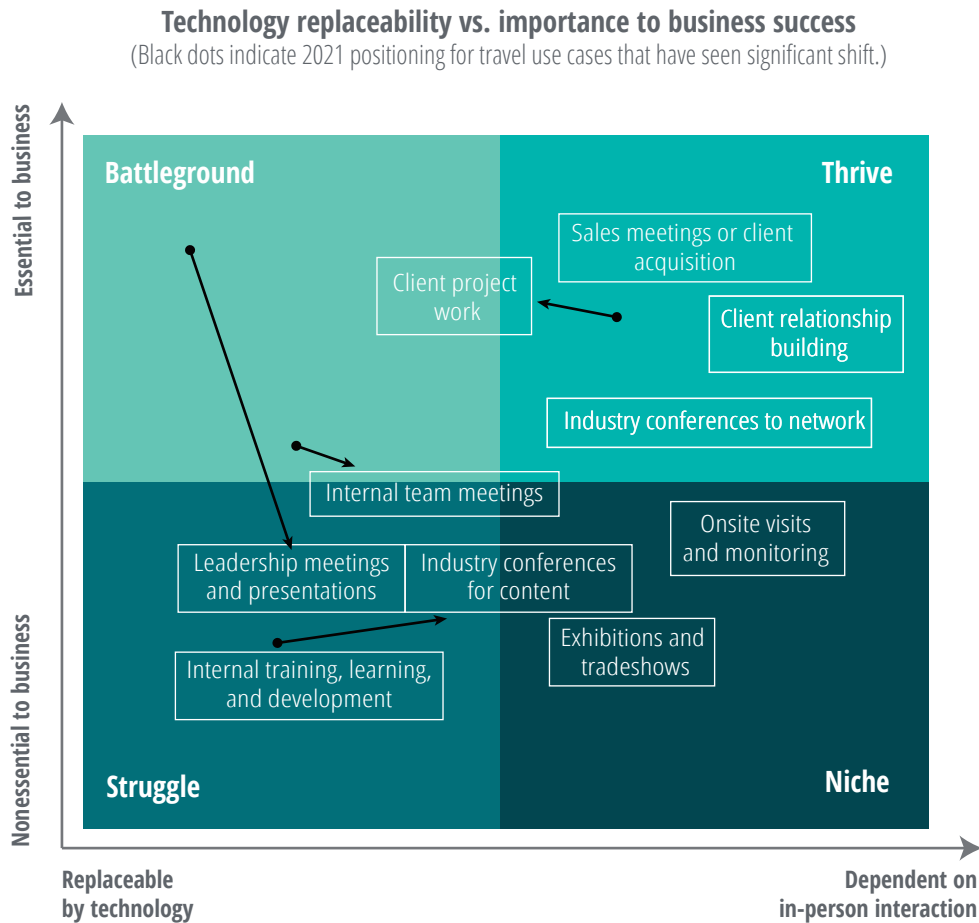 Technology replaceability vs. importance to business success
(Black dots indicate 2021 positioning for travel use cases that have seen significant shift.)
Essential to business
Nonessential to business
Battleground
Thrive
Sales meetings or client
acquisition
Client project
work
Client relationship
building
Industry conferences to network
Internal team meetings
Onsite visits
and monitoring
Leadership meetings
and presentations
Industry conferences
for content
Exhibitions and
tradeshows
Internal training, learning,
and development
Struggle
Niche
Replaceable
by technology
Dependent on
in-person interaction